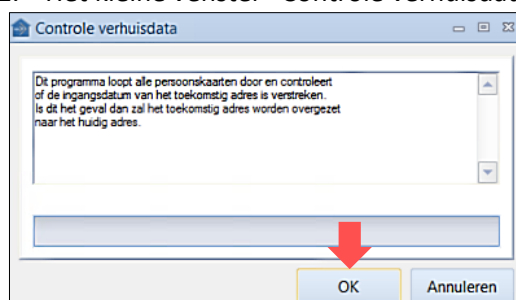 Controle verhuisdata
Dit programma loopt alle persoonskaarten door en controleert
of de ingangsdatum van het toekomstig adres is verstreken.
Is dit het geval dan zal het toekomstig adres worden overgezet
naar het huidig adres.
OK
Annuleren